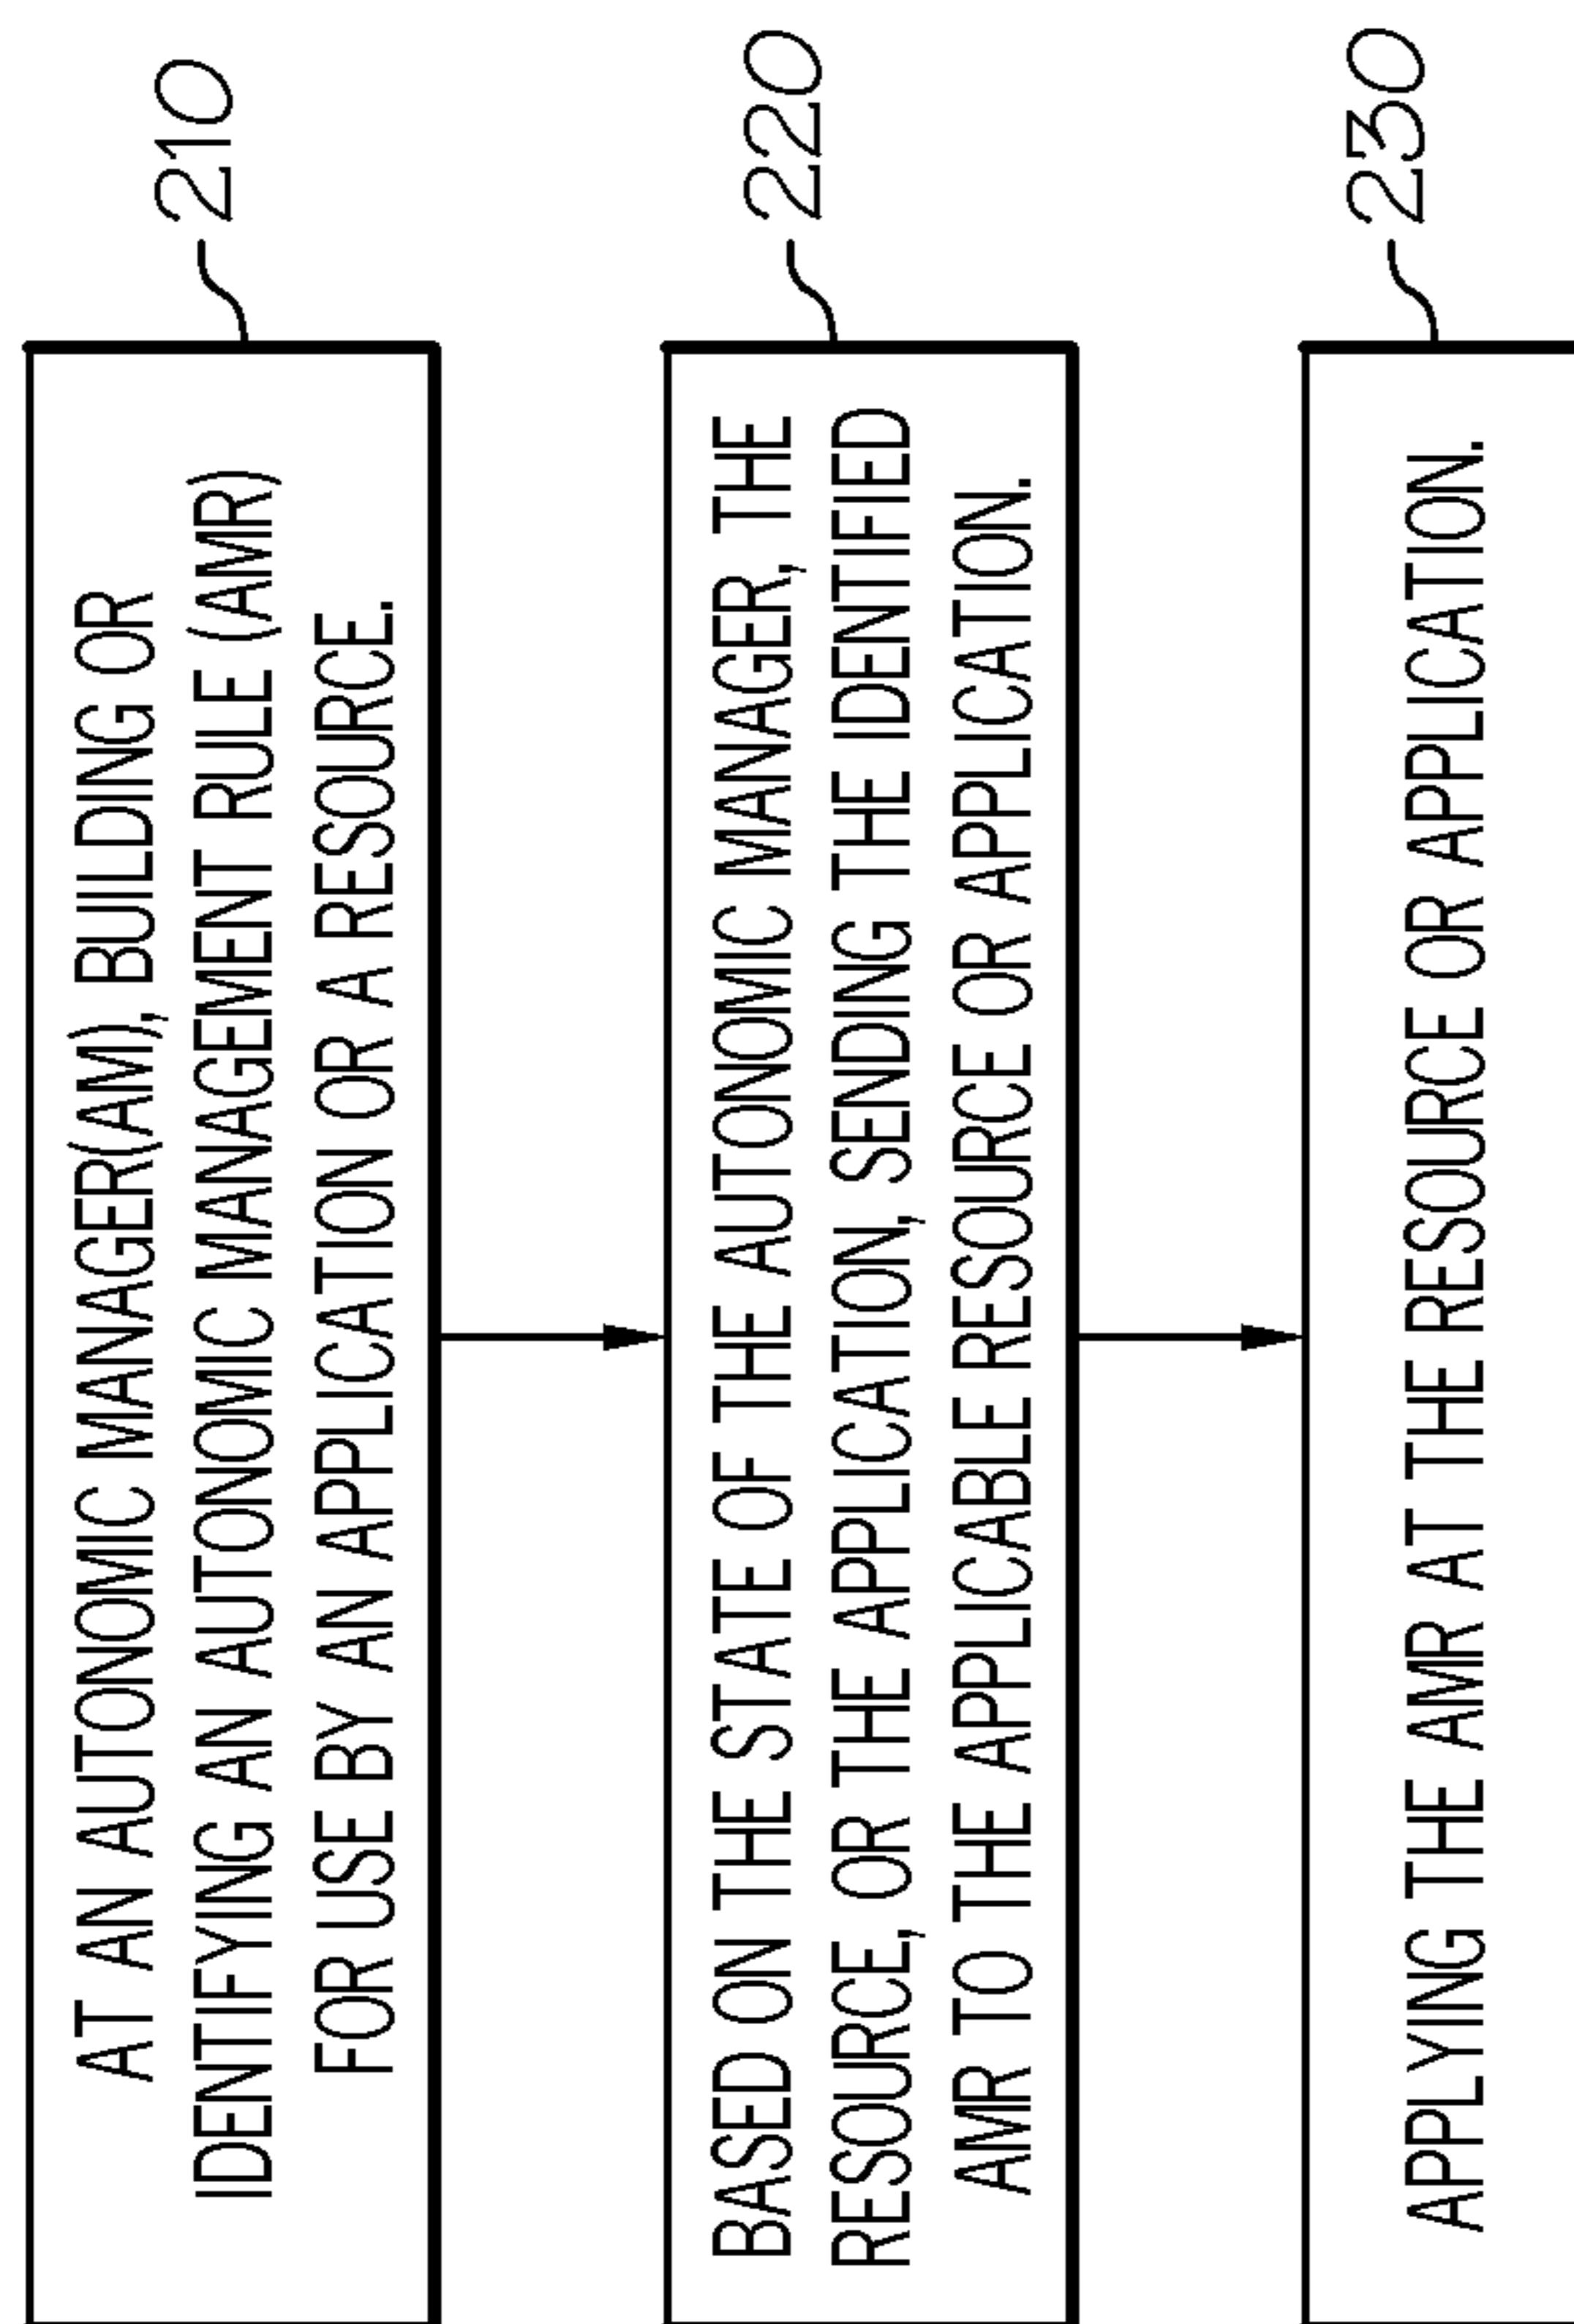 210
AT AN AUTONOMIC MANAGER(AM), BUILDING OR
IDENTIFYING AN AUTONOMIC MANAGEMENT RULE (AMR)
FOR USE BY AN APPLICATION OR A RESOURCE.
220
BASED ON THE STATE OF THE AUTONOMIC MANAGER, THE
RESOURCE, OR THE APPLICATION, SENDING THE IDENTIFIED
AMR TO THE APPLICABLE RESOURCE OR APPLICATION.
230
APPLYING THE AMR AT THE RESOURCE OR APPLICATION.